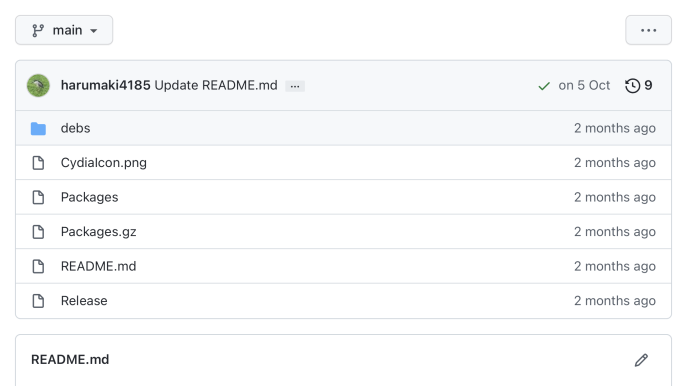 main
harumaki4185 Update README.md ... on 5 Oct 9
debs 2 months ago
CydiaIcon.png 2 months ago
Packages 2 months ago
Packages.gz 2 months ago
README.md 2 months ago
Release 2 months ago
README.md